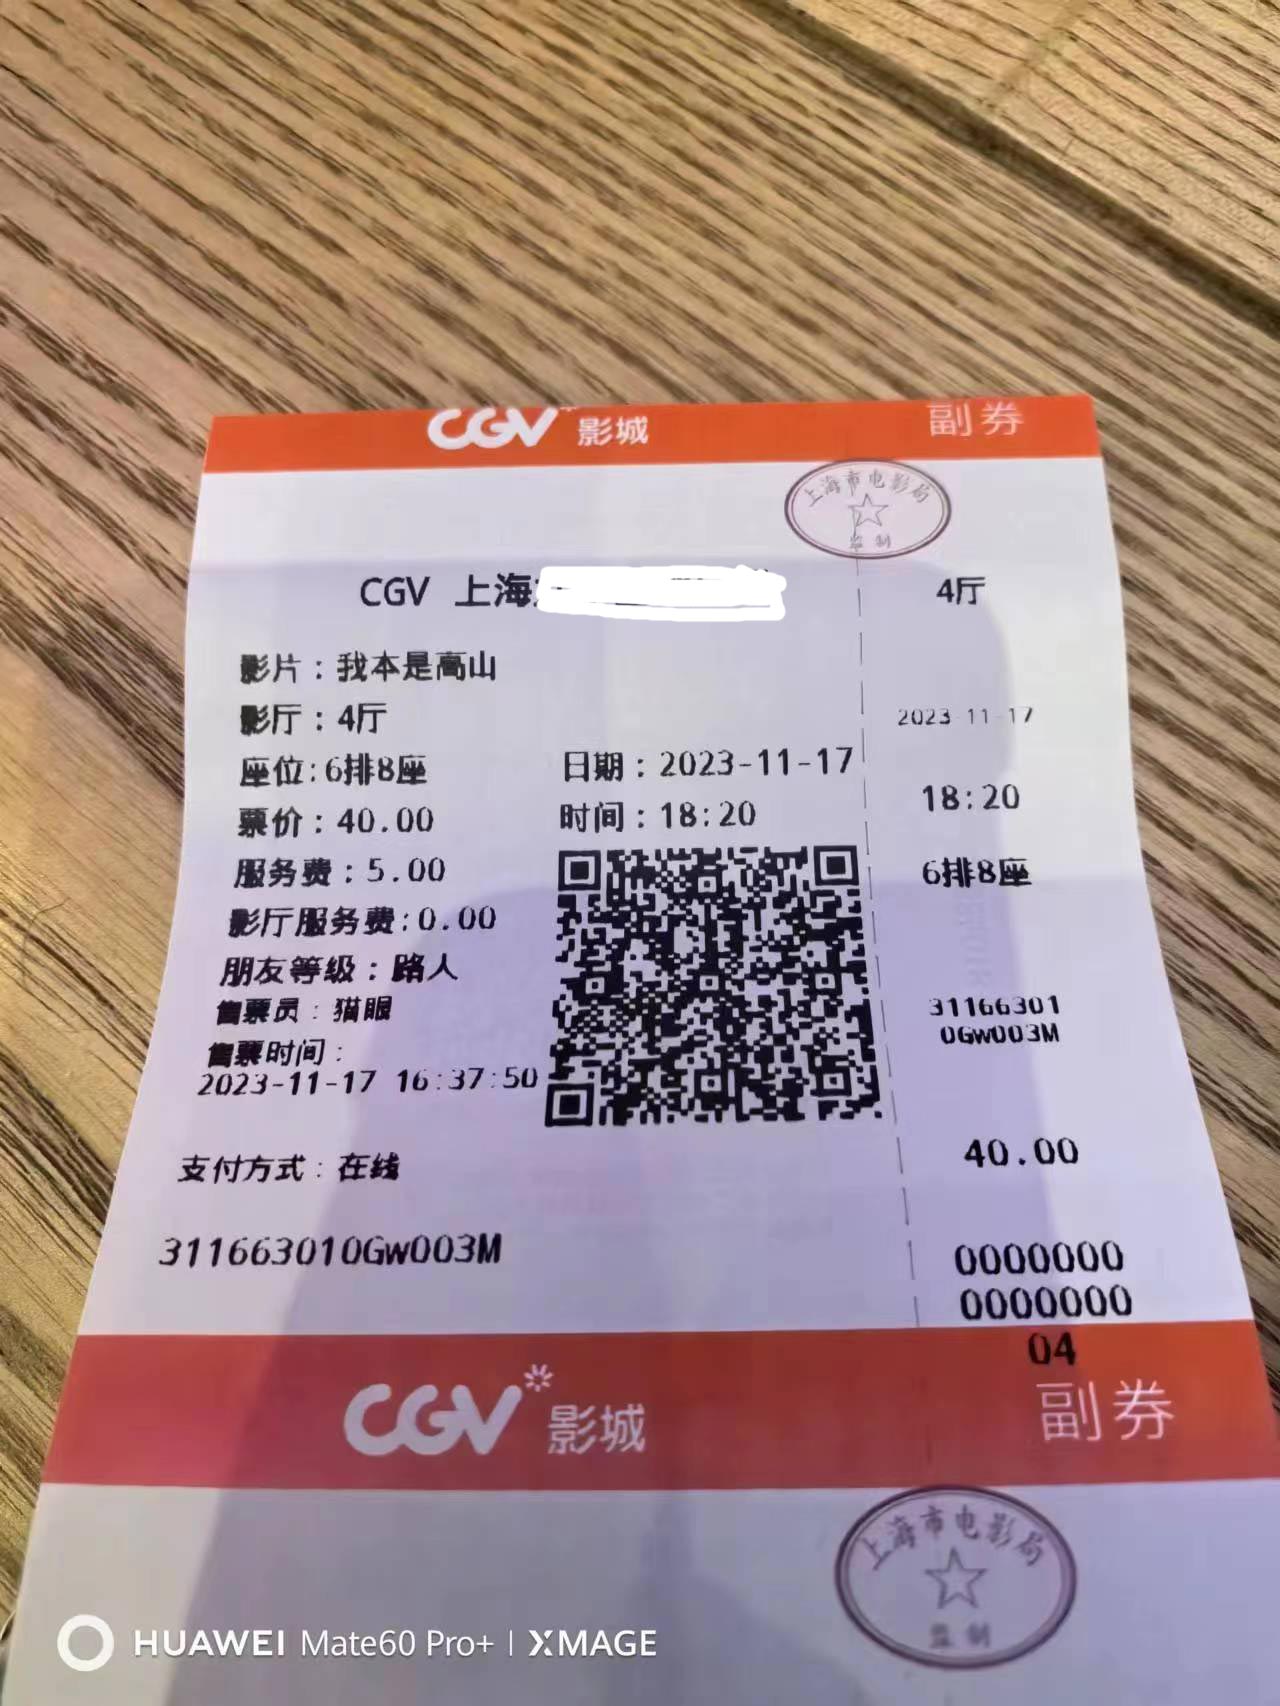 CGV 影城 副券
上海市电影局
监制
CGV 上海
4厅
影片：我本是高山
影厅：4厅
2023-11-17
座位:6排8座
日期：2023-11-17
票价：40.00
时间：18:20
18:20
服务费：5.00
6排8座
影厅服务费:0.00
朋友等级：路人
售票员：猫眼
售票时间：
2023-11-17 16:37:50
31166301
0Gw003M
支付方式：在线
40.00
311663010Gw003M
0000000
0000000
04
CGV 影城 副券
上海市电影局
监制
HUAWEI Mate60 Pro+ | XMAGE